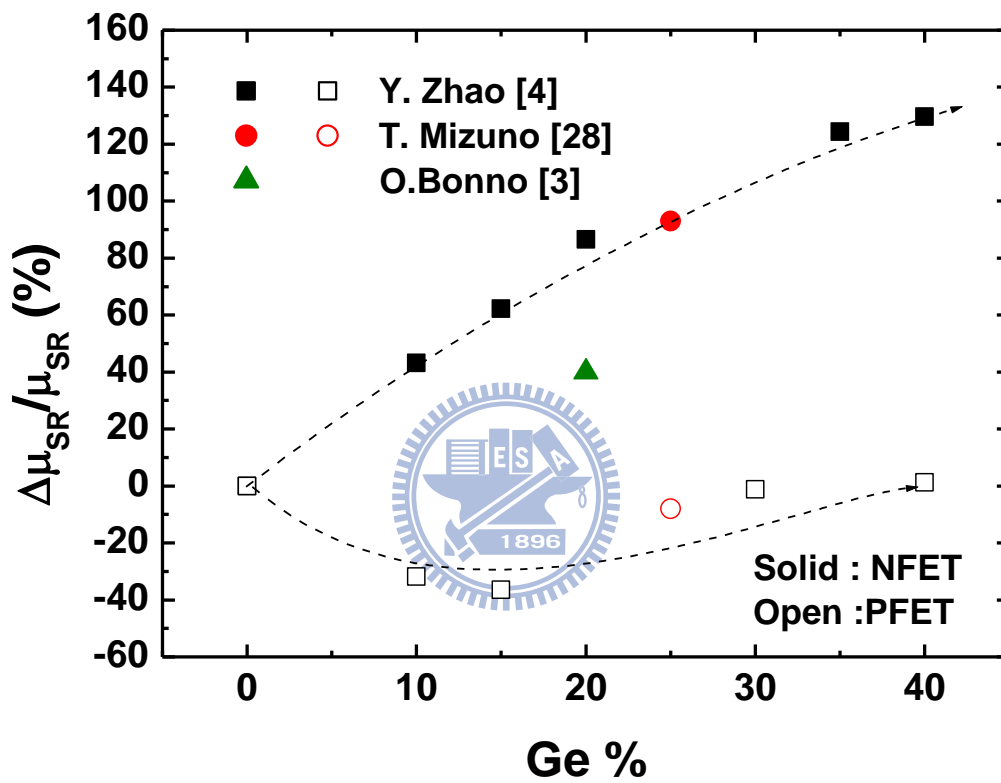 160
140
120
100
80
60
40
20
0
-20
-40
-60
Δμ_SR/μ_SR (%)
Y. Zhao [4]
T. Mizuno [28]
O.Bonno [3]
E S A
1896
Solid : NFET
Open :PFET
0 10 20 30 40
Ge %